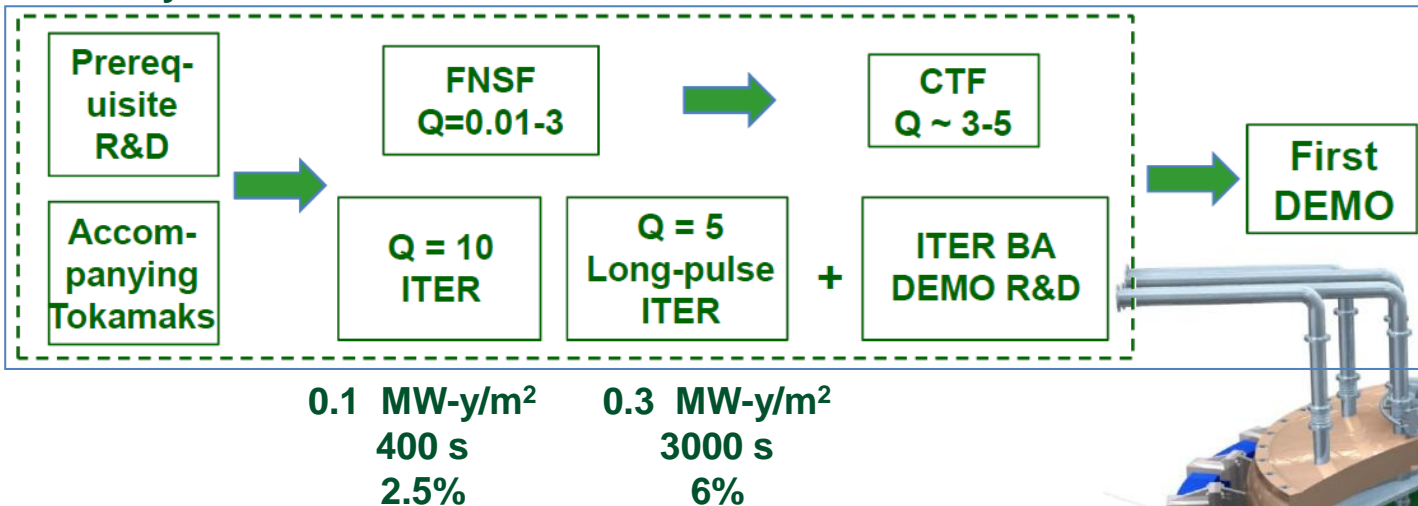 Prereq-
uisite
R&D
FNSF
Q=0.01-3
CTF
Q ~ 3-5
First
DEMO
Accom-
panying
Tokamaks
Q = 10
ITER
Q = 5
Long-pulse
ITER
+
ITER BA
DEMO R&D
0.1 MW-y/m²
400 s
2.5%
0.3 MW-y/m²
3000 s
6%